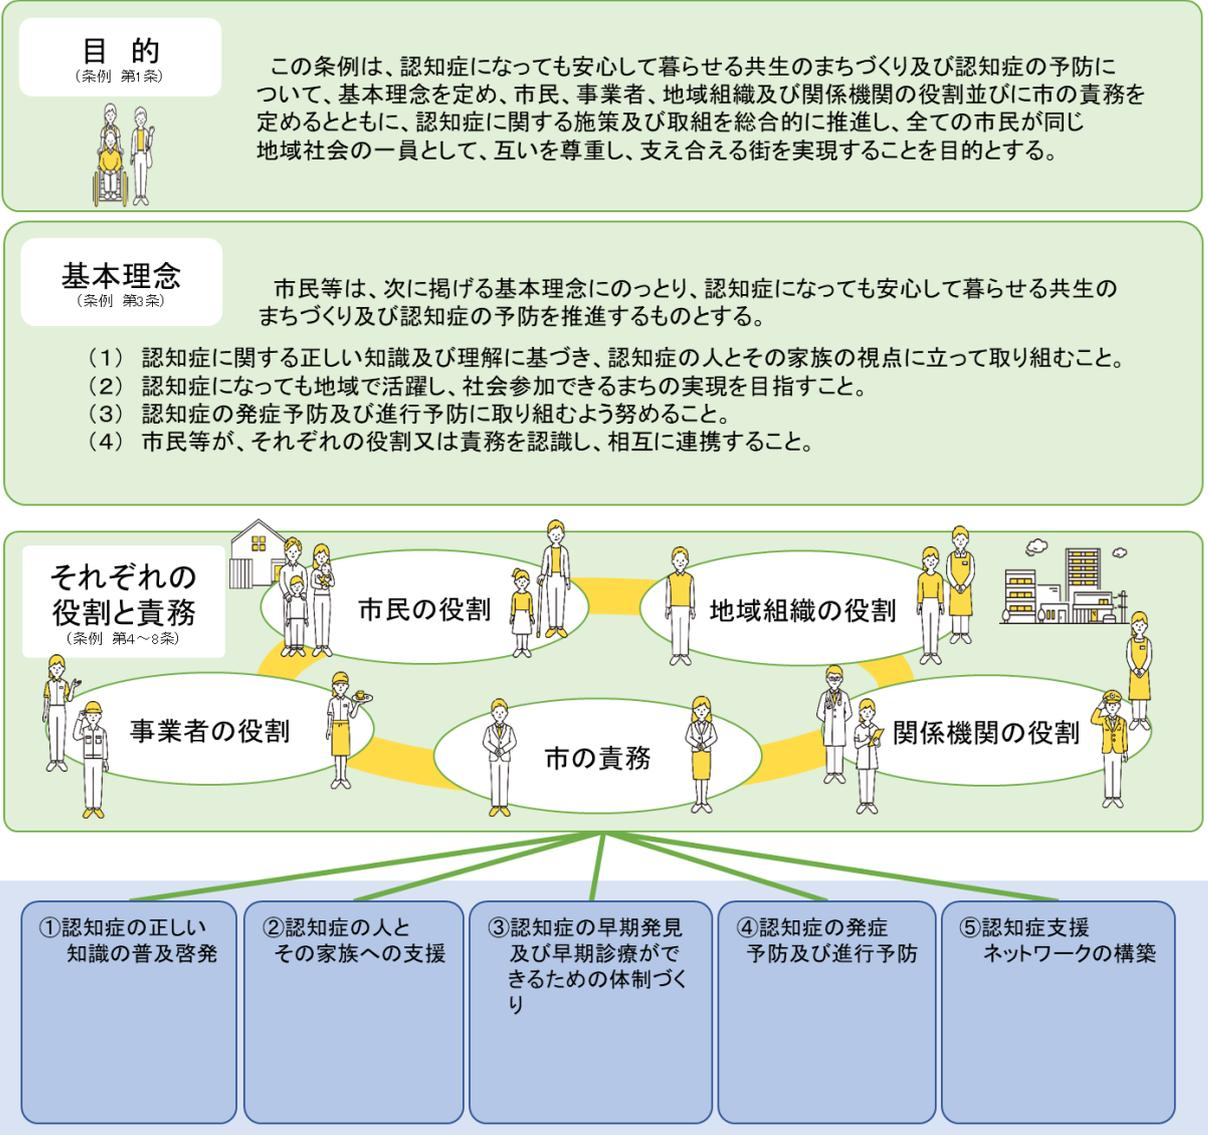 目　的
（条例　第1条）
この条例は、認知症になっても安心して暮らせる共生のまちづくり及び認知症の予防に
ついて、基本理念を定め、市民、事業者、地域組織及び関係機関の役割並びに市の責務を
定めるとともに、認知症に関する施策及び取組を総合的に推進し、全ての市民が同じ
地域社会の一員として、互いを尊重し、支え合える街を実現することを目的とする。
基本理念
（条例　第3条）
市民等は、次に掲げる基本理念にのっとり、認知症になっても安心して暮らせる共生の
まちづくり及び認知症の予防を推進するものとする。
（１）　認知症に関する正しい知識及び理解に基づき、認知症の人とその家族の視点に立って取り組むこと。
（２）　認知症になっても地域で活躍し、社会参加できるまちの実現を目指すこと。
（３）　認知症の発症予防及び進行予防に取り組むよう努めること。
（４）　市民等が、それぞれの役割又は責務を認識し、相互に連携すること。
それぞれの
役割と責務
（条例　第4～8条）
市民の役割
地域組織の役割
事業者の役割
市の責務
関係機関の役割
①認知症の正しい
知識の普及啓発
②認知症の人と
その家族への支援
③認知症の早期発見
及び早期診療がで
きるための体制づく
り
④認知症の発症
予防及び進行予防
⑤認知症支援
ネットワークの構築